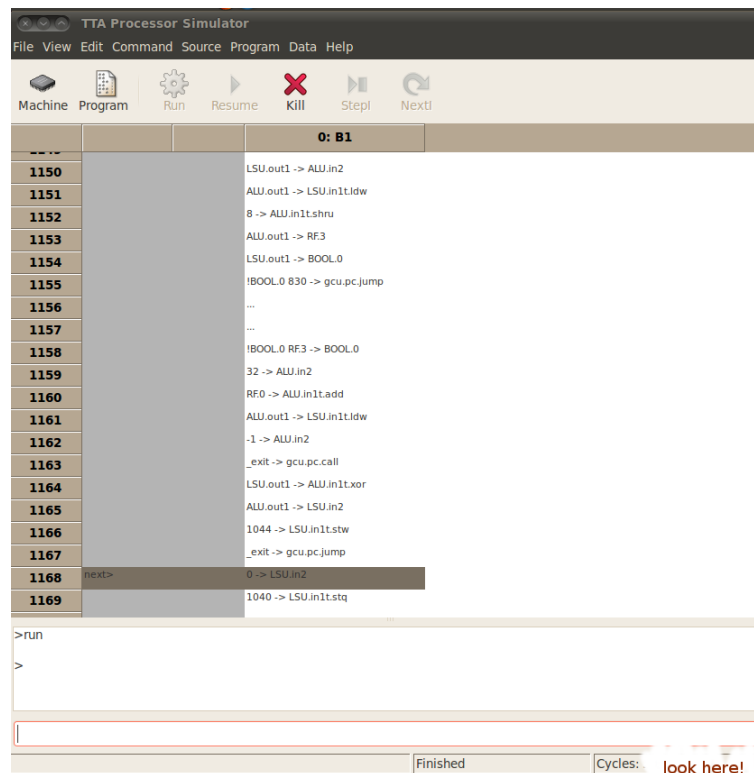 TTA Processor Simulator
File View Edit Command Source Program Data Help
Machine Program Run Resume Kill StepI NextI
0: B1
1150 LSU.out1 -> ALU.in2
1151 ALU.out1 -> LSU.in1t.ldw
1152 8 -> ALU.in1t.shru
1153 ALU.out1 -> RF.3
1154 LSU.out1 -> BOOL.0
1155 !BOOL.0 830 -> gcu.pc.jump
1156 ...
1157 ...
1158 !BOOL.0 RF.3 -> BOOL.0
1159 32 -> ALU.in2
1160 RF.0 -> ALU.in1t.add
1161 ALU.out1 -> LSU.in1t.ldw
1162 -1 -> ALU.in2
1163 _exit -> gcu.pc.call
1164 LSU.out1 -> ALU.in1t.xor
1165 ALU.out1 -> LSU.in2
1166 1044 -> LSU.in1t.stw
1167 _exit -> gcu.pc.jump
1168 next> 0 -> LSU.in2
1169 1040 -> LSU.in1t.stq
>run
>
Finished Cycles: look here!